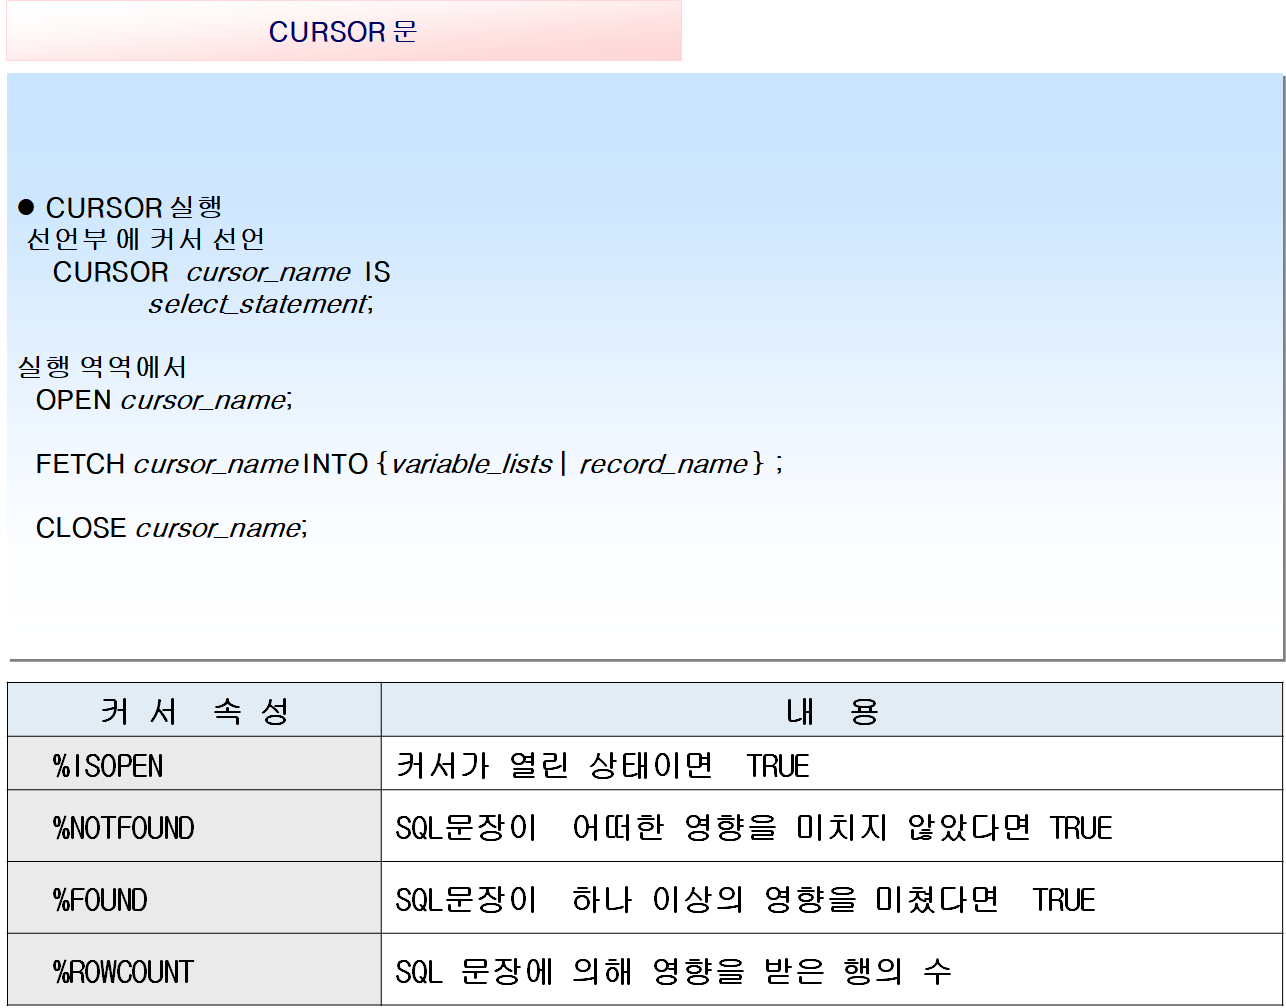 CURSOR 문
● CURSOR 실행
선언부 에 커서 선언
CURSOR cursor_name IS
select_statement;
실행 역역에서
OPEN cursor_name;
FETCH cursor_name INTO {variable_lists | record_name} ;
CLOSE cursor_name;
커 서 속 성 내 용
%ISOPEN 커서가 열린 상태이면 TRUE
%NOTFOUND SQL문장이 어떠한 영향을 미치지 않았다면 TRUE
%FOUND SQL문장이 하나 이상의 영향을 미쳤다면 TRUE
%ROWCOUNT SQL 문장에 의해 영향을 받은 행의 수